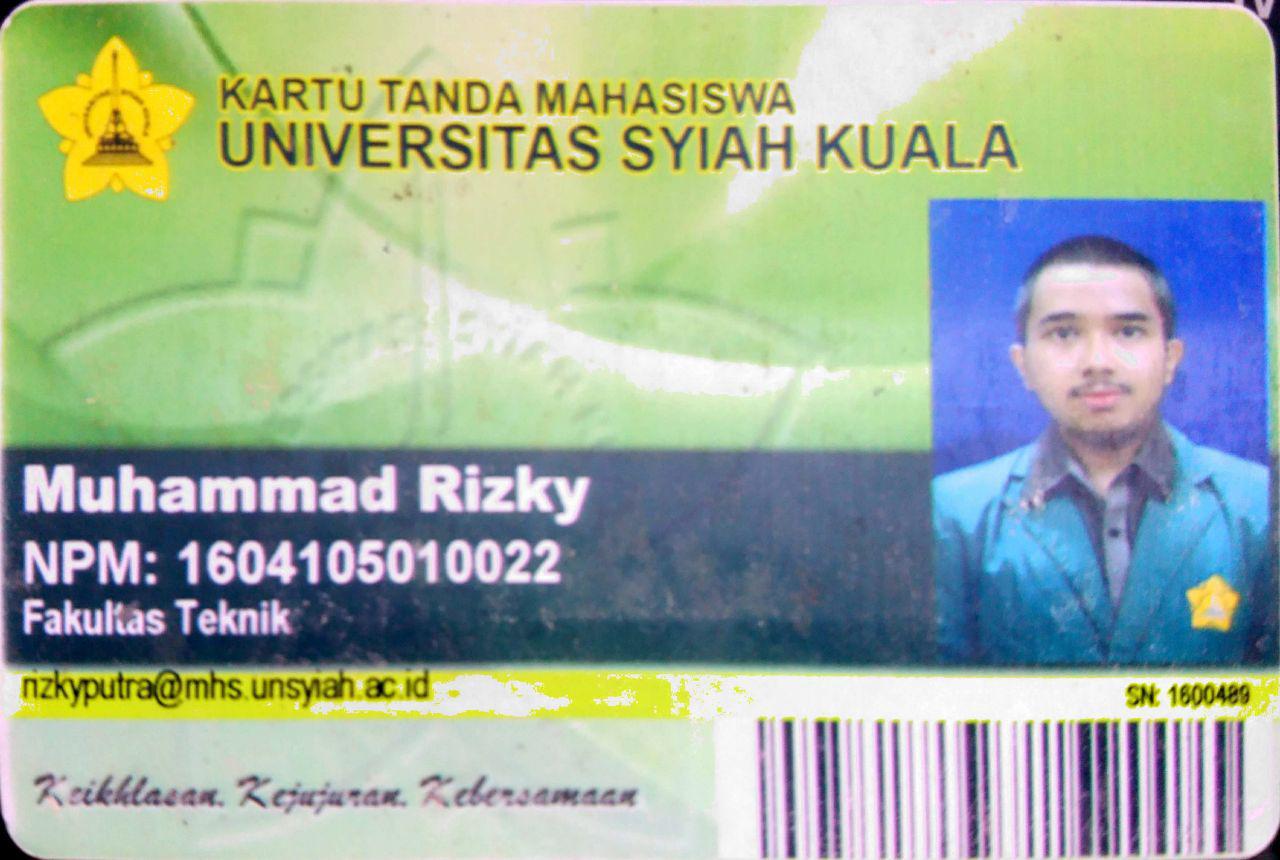 KARTU TANDA MAHASISWA
UNIVERSITAS SYIAH KUALA
Muhammad Rizky
NPM: 1604105010022
Fakultas Teknik
rizkyputra@mhs.unsyiah.ac.id
SN: 1600489
Keikhlasan. Kejujuran. Kebersamaan